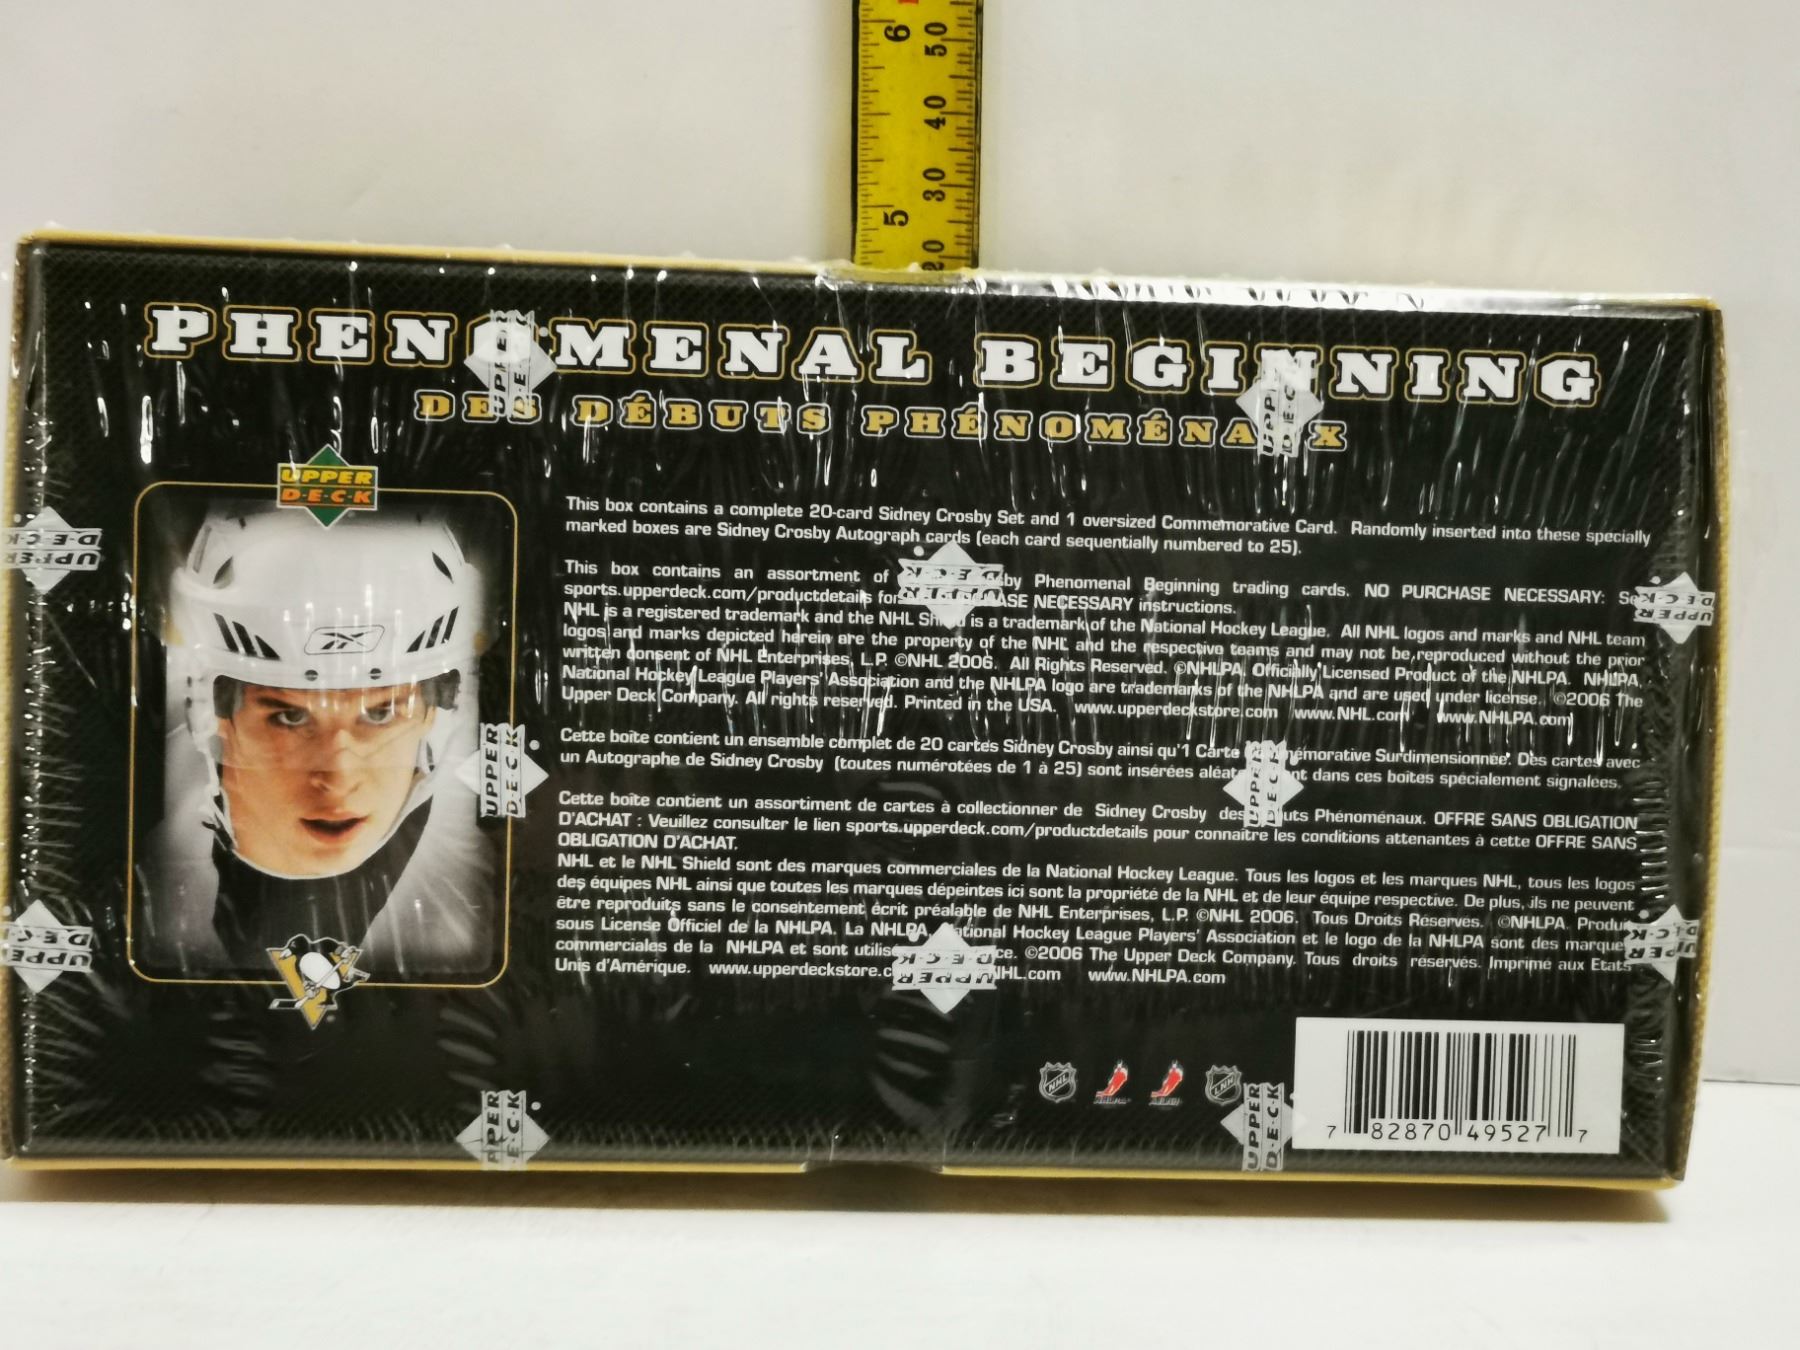 6
50
40
30
5
20
PHENOMENAL BEGINNING
DES DÉBUTS PHÉNOMÉNAUX
UPPER
D·E·C·K
This box contains a complete 20-card Sidney Crosby Set and 1 oversized Commemorative Card. Randomly inserted into these specially
marked boxes are Sidney Crosby Autograph cards (each card sequentially numbered to 25).
This box contains an assortment of Phenomenal Beginning trading cards. NO PURCHASE NECESSARY: See
sports.upperdeck.com/productdetails for NECESSARY instructions.
NHL is a registered trademark and the NHL Shield is a trademark of the National Hockey League. All NHL logos and marks and NHL team
logos and marks depicted herein are the property of the NHL and the respective teams and may not be reproduced without the prior
written consent of NHL Enterprises, L.P. ©NHL 2006. All Rights Reserved. ©NHLPA. Officially Licensed Product of the NHLPA. NHLPA,
National Hockey League Players' Association and the NHLPA logo are trademarks of the NHLPA and are used under license. ©2006 The
Upper Deck Company. All rights reserved. Printed in the USA. www.upperdeckstore.com www.NHL.com www.NHLPA.com
Cette boîte contient un ensemble complet de 20 cartes Sidney Crosby ainsi qu'1 Carte Commémorative Surdimensionnée. Des cartes avec
un Autographe de Sidney Crosby (toutes numérotées de 1 à 25) sont insérées aléatoirement dans ces boîtes spécialement signalées.
Cette boîte contient un assortiment de cartes à collectionner de Sidney Crosby des Débuts Phénoménaux. OFFRE SANS OBLIGATION
D'ACHAT : Veuillez consulter le lien sports.upperdeck.com/productdetails pour connaître les conditions attenantes à cette OFFRE SANS
OBLIGATION D'ACHAT.
NHL et le NHL Shield sont des marques commerciales de la National Hockey League. Tous les logos et les marques NHL, tous les logos
des équipes NHL ainsi que toutes les marques dépeintes ici sont la propriété de la NHL et de leur équipe respective. De plus, ils ne peuvent
être reproduits sans le consentement écrit préalable de NHL Enterprises, L.P. ©NHL 2006. Tous Droits Réservés. ©NHLPA. Produit
sous License Officiel de la NHLPA. La NHLPA, National Hockey League Players' Association et le logo de la NHLPA sont des marques
commerciales de la NHLPA et sont ©2006 The Upper Deck Company. Tous droits réservés. Imprimé aux Etats
Unis d'Amérique. www.upperdeckstore.com www.NHL.com www.NHLPA.com
NHL
NHLPA
LNH
7 82870 49527 7
UPPER
D·E·C·K